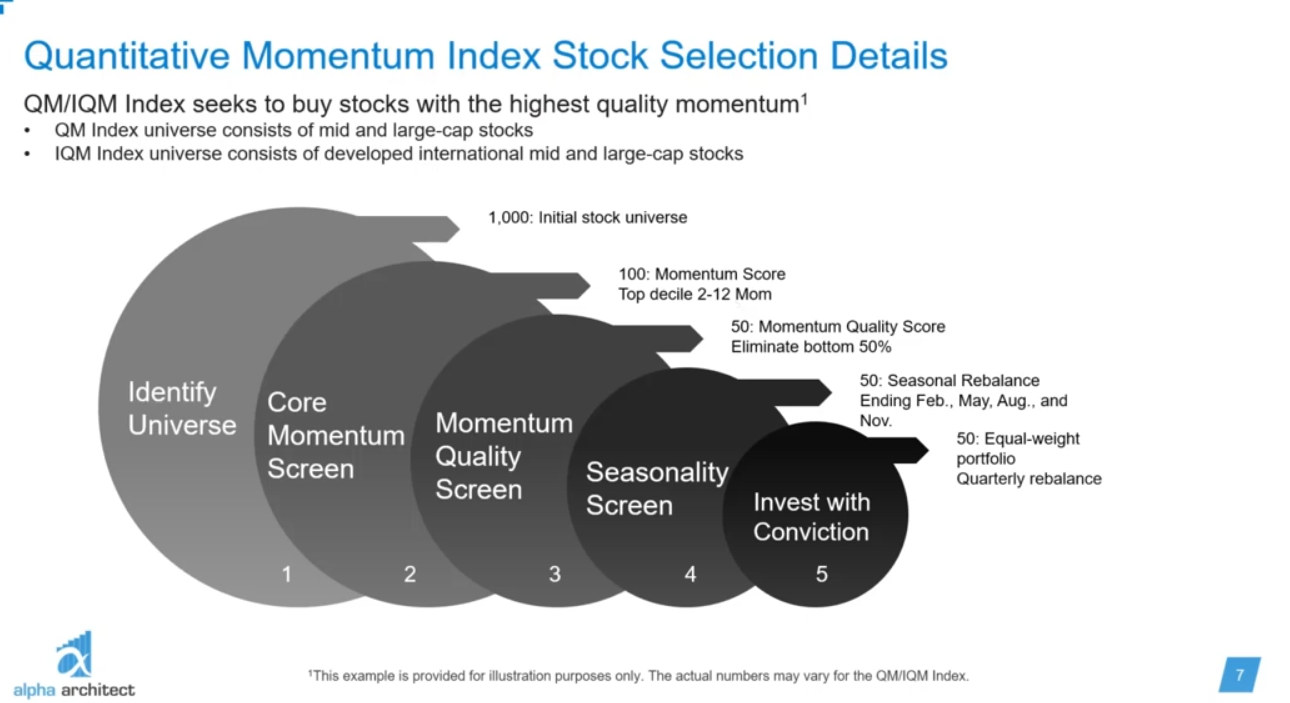 Quantitative Momentum Index Stock Selection Details
QM/IQM Index seeks to buy stocks with the highest quality momentum¹
• QM Index universe consists of mid and large-cap stocks
• IQM Index universe consists of developed international mid and large-cap stocks
1,000: Initial stock universe
100: Momentum Score
Top decile 2-12 Mom
50: Momentum Quality Score
Eliminate bottom 50%
50: Seasonal Rebalance
Ending Feb., May, Aug., and
Nov.
50: Equal-weight
portfolio
Quarterly rebalance
Identify
Universe
1
Core
Momentum
Screen
2
Momentum
Quality
Screen
3
Seasonality
Screen
4
Invest with
Conviction
5
alpha architect
¹This example is provided for illustration purposes only. The actual numbers may vary for the QM/IQM Index.
7